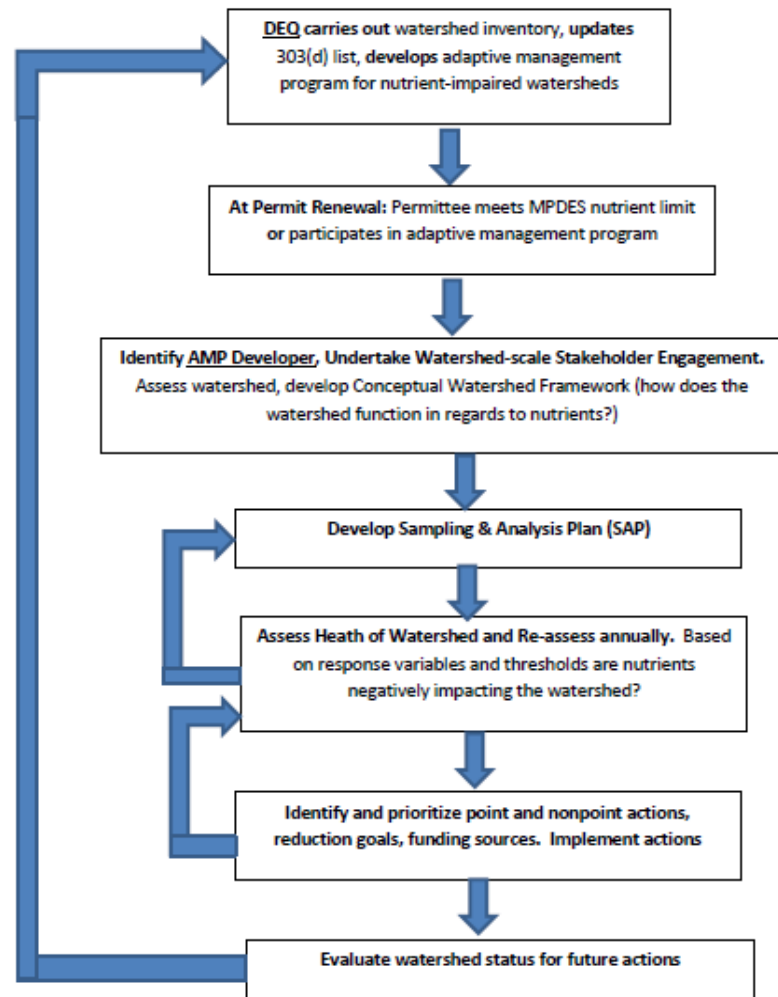 DEQ carries out watershed inventory, updates
303(d) list, develops adaptive management
program for nutrient-impaired watersheds
At Permit Renewal: Permittee meets MPDES nutrient limit
or participates in adaptive management program
Identify AMP Developer, Undertake Watershed-scale Stakeholder Engagement.
Assess watershed, develop Conceptual Watershed Framework (how does the
watershed function in regards to nutrients?)
Develop Sampling & Analysis Plan (SAP)
Assess Heath of Watershed and Re-assess annually. Based
on response variables and thresholds are nutrients
negatively impacting the watershed?
Identify and prioritize point and nonpoint actions,
reduction goals, funding sources. Implement actions
Evaluate watershed status for future actions